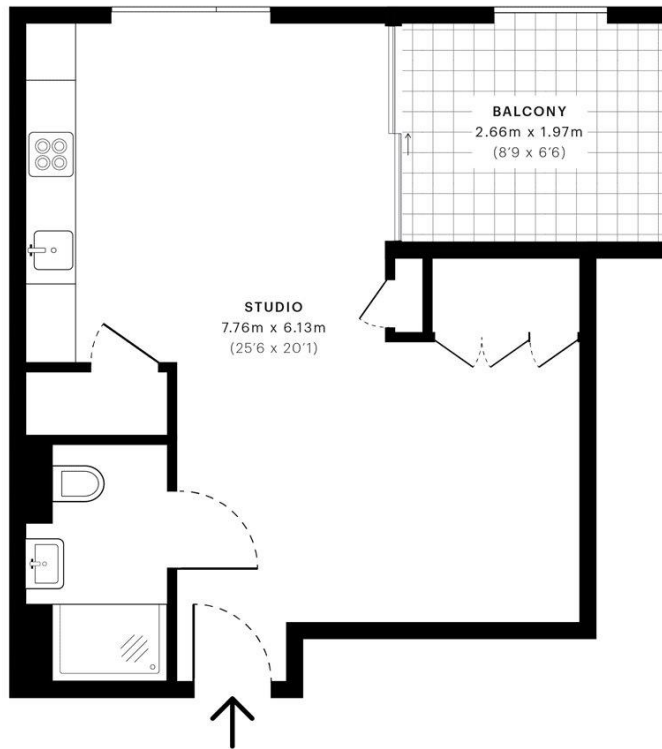 BALCONY
2.66m x 1.97m
(8'9 x 6'6)
STUDIO
7.76m x 6.13m
(25'6 x 20'1)